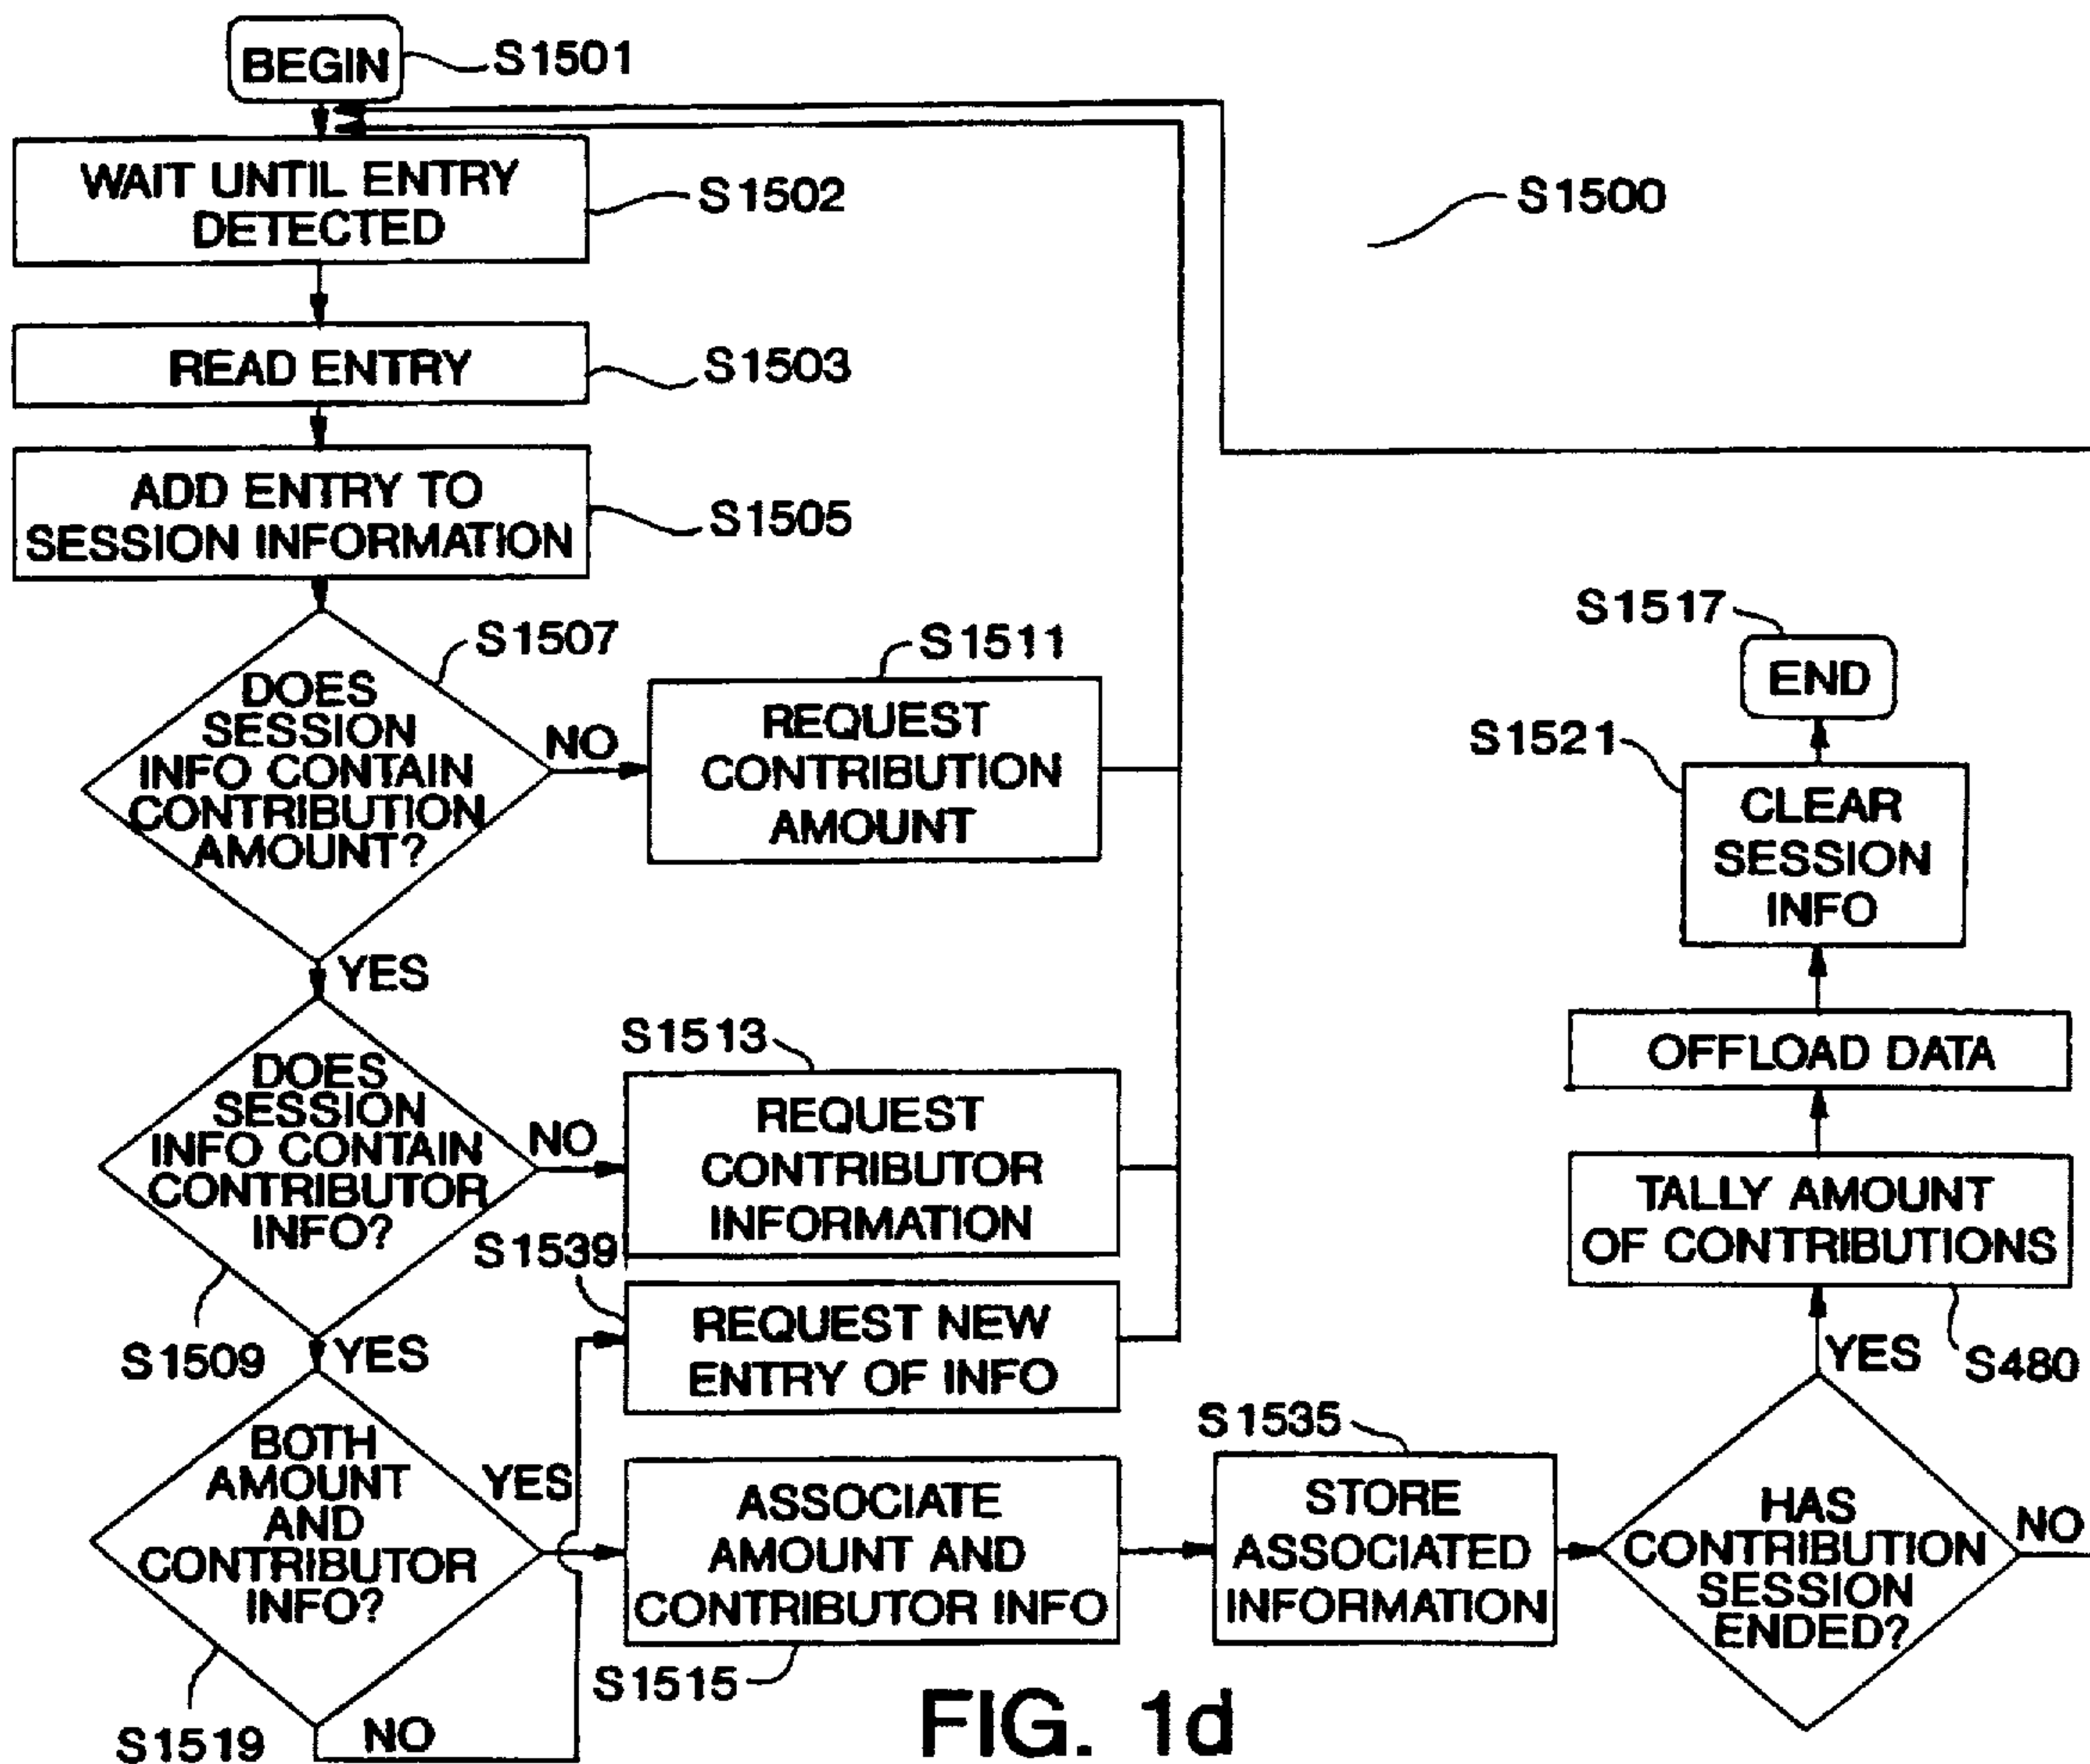 BEGIN
S1501
WAIT UNTIL ENTRY
DETECTED
S1502
S1500
READ ENTRY
S1503
ADD ENTRY TO
SESSION INFORMATION
S1505
S1507
DOES
SESSION
INFO CONTAIN
CONTRIBUTION
AMOUNT?
NO
S1511
REQUEST
CONTRIBUTION
AMOUNT
YES
DOES
SESSION
INFO CONTAIN
CONTRIBUTOR
INFO?
S1509
NO
S1513
REQUEST
CONTRIBUTOR
INFORMATION
S1539
REQUEST NEW
ENTRY OF INFO
YES
BOTH
AMOUNT
AND
CONTRIBUTOR
INFO?
S1519
NO
YES
ASSOCIATE
AMOUNT AND
CONTRIBUTOR INFO
S1515
S1535
STORE
ASSOCIATED
INFORMATION
HAS
CONTRIBUTION
SESSION
ENDED?
NO
YES
S480
TALLY AMOUNT
OF CONTRIBUTIONS
OFFLOAD DATA
CLEAR
SESSION
INFO
S1521
END
S1517
FIG. 1d